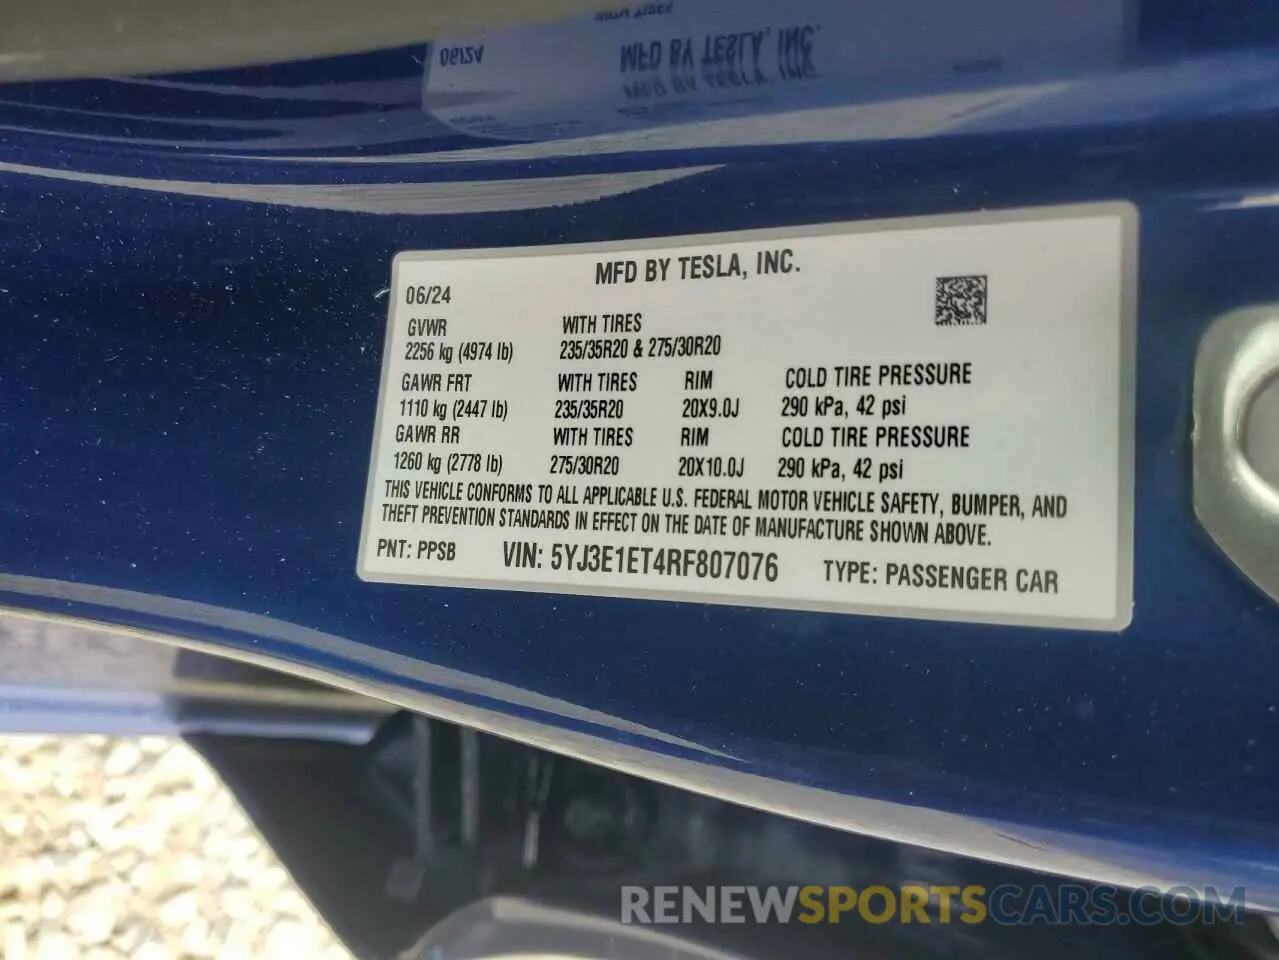 MFD BY TESLA, INC.
06/24
GVWR WITH TIRES
2256 kg (4974 lb) 235/35R20 & 275/30R20
GAWR FRT WITH TIRES RIM COLD TIRE PRESSURE
1110 kg (2447 lb) 235/35R20 20X9.0J 290 kPa, 42 psi
GAWR RR WITH TIRES RIM COLD TIRE PRESSURE
1260 kg (2778 lb) 275/30R20 20X10.0J 290 kPa, 42 psi
THIS VEHICLE CONFORMS TO ALL APPLICABLE U.S. FEDERAL MOTOR VEHICLE SAFETY, BUMPER, AND
THEFT PREVENTION STANDARDS IN EFFECT ON THE DATE OF MANUFACTURE SHOWN ABOVE.
PNT: PPSB VIN: 5YJ3E1ET4RF807076 TYPE: PASSENGER CAR
RENEWSPORTSCARS.COM